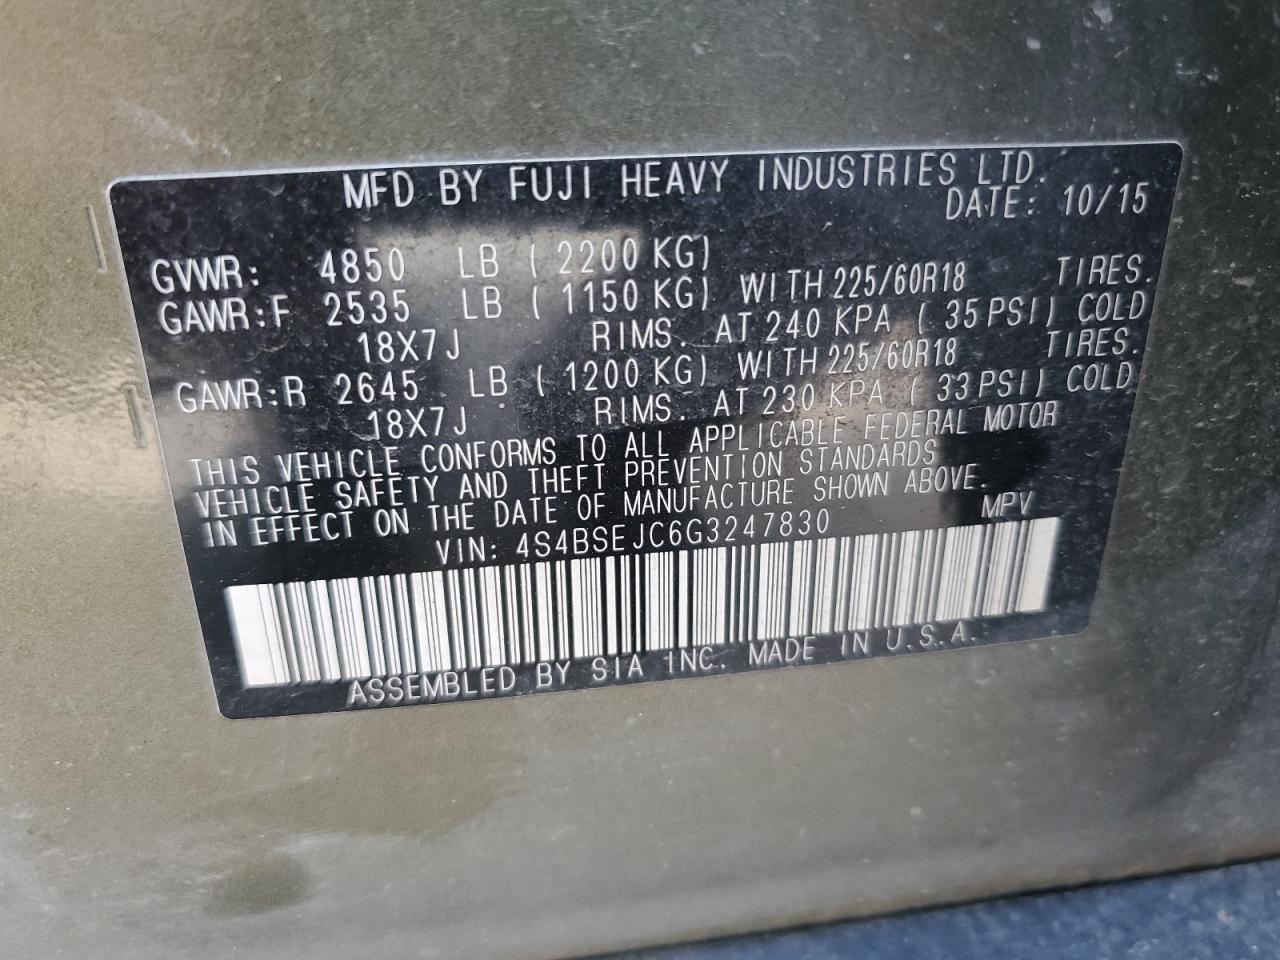 MFD BY FUJI HEAVY INDUSTRIES LTD.
DATE: 10/15
GVWR: 4850 LB ( 2200 KG)
GAWR:F 2535 LB ( 1150 KG) WITH 225/60R18 TIRES.
18X7J RIMS. AT 240 KPA ( 35 PSI) COLD
GAWR:R 2645 LB ( 1200 KG) WITH 225/60R18 TIRES.
18X7J RIMS. AT 230 KPA ( 33 PSI) COLD
THIS VEHICLE CONFORMS TO ALL APPLICABLE FEDERAL MOTOR
VEHICLE SAFETY AND THEFT PREVENTION STANDARDS
IN EFFECT ON THE DATE OF MANUFACTURE SHOWN ABOVE.
VIN: 4S4BSEJC6G3247830 MPV
ASSEMBLED BY SIA INC. MADE IN U.S.A.